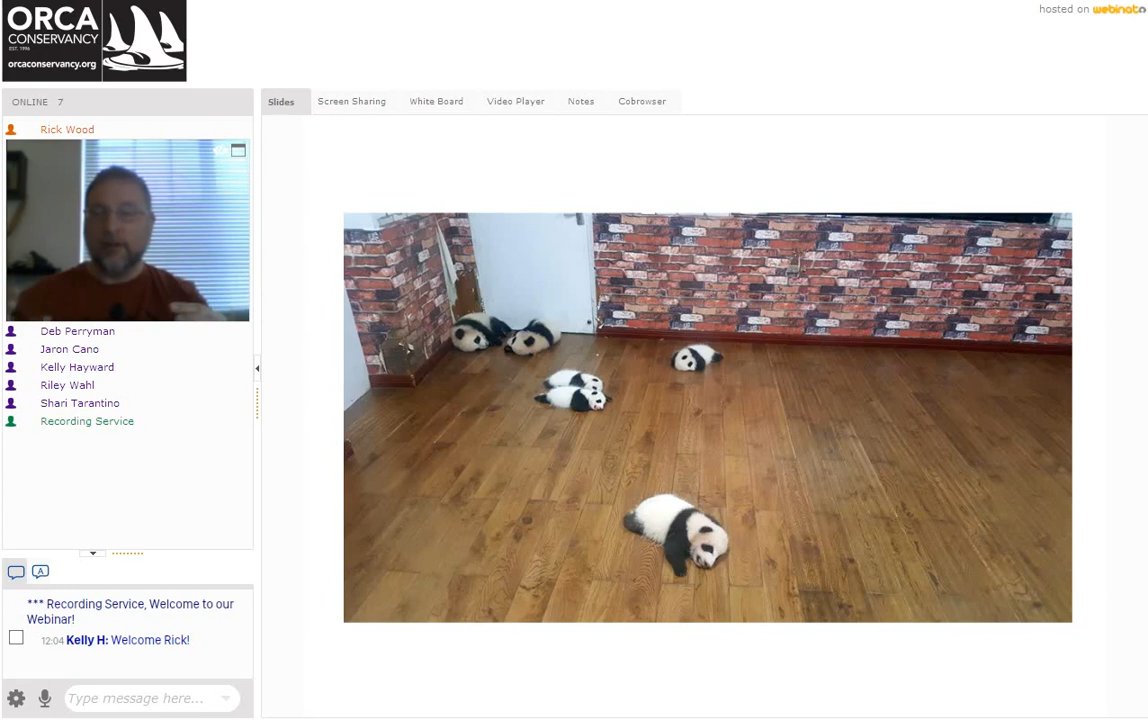 ORCA
CONSERVANCY
EST. 1996
orcaconservancy.org
hosted on webinato
ONLINE 7
Slides
Screen Sharing
White Board
Video Player
Notes
Cobrowser
Rick Wood
Deb Perryman
Jaron Cano
Kelly Hayward
Riley Wahl
Shari Tarantino
Recording Service
A
*** Recording Service, Welcome to our
Webinar!
12:04 Kelly H: Welcome Rick!
Type message here...